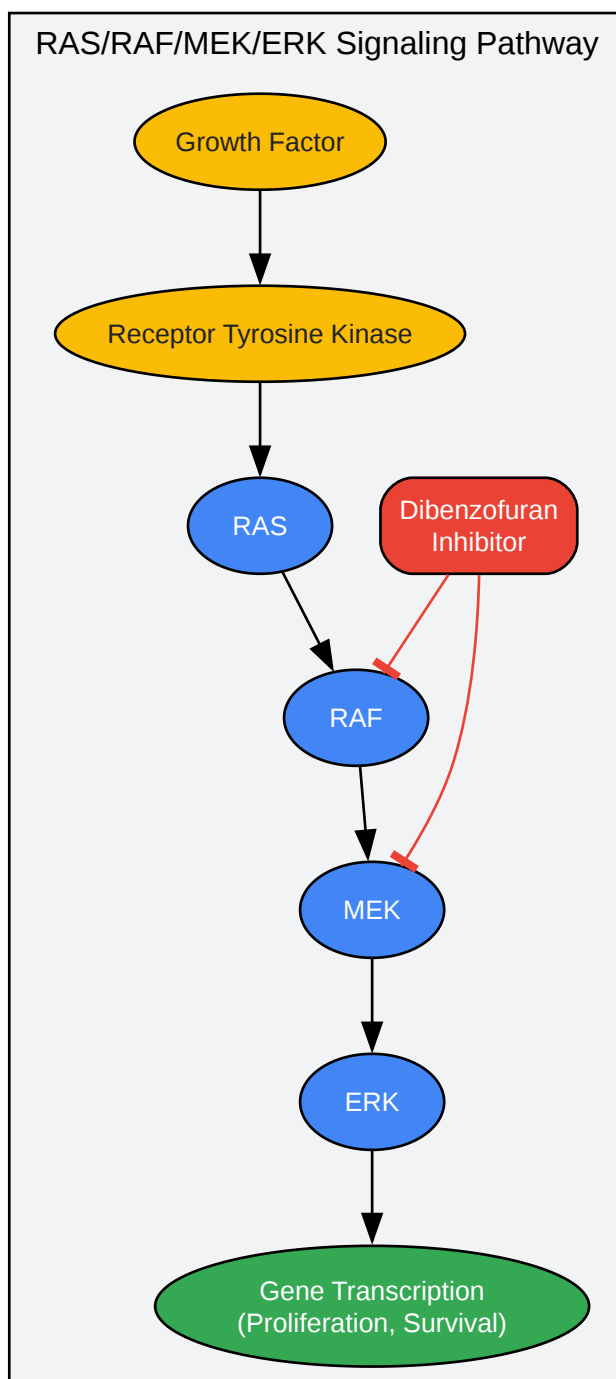 RAS/RAF/MEK/ERK Signaling Pathway
Growth Factor
Receptor Tyrosine Kinase
RAS
Dibenzofuran
Inhibitor
RAF
MEK
ERK
Gene Transcription
(Proliferation, Survival)